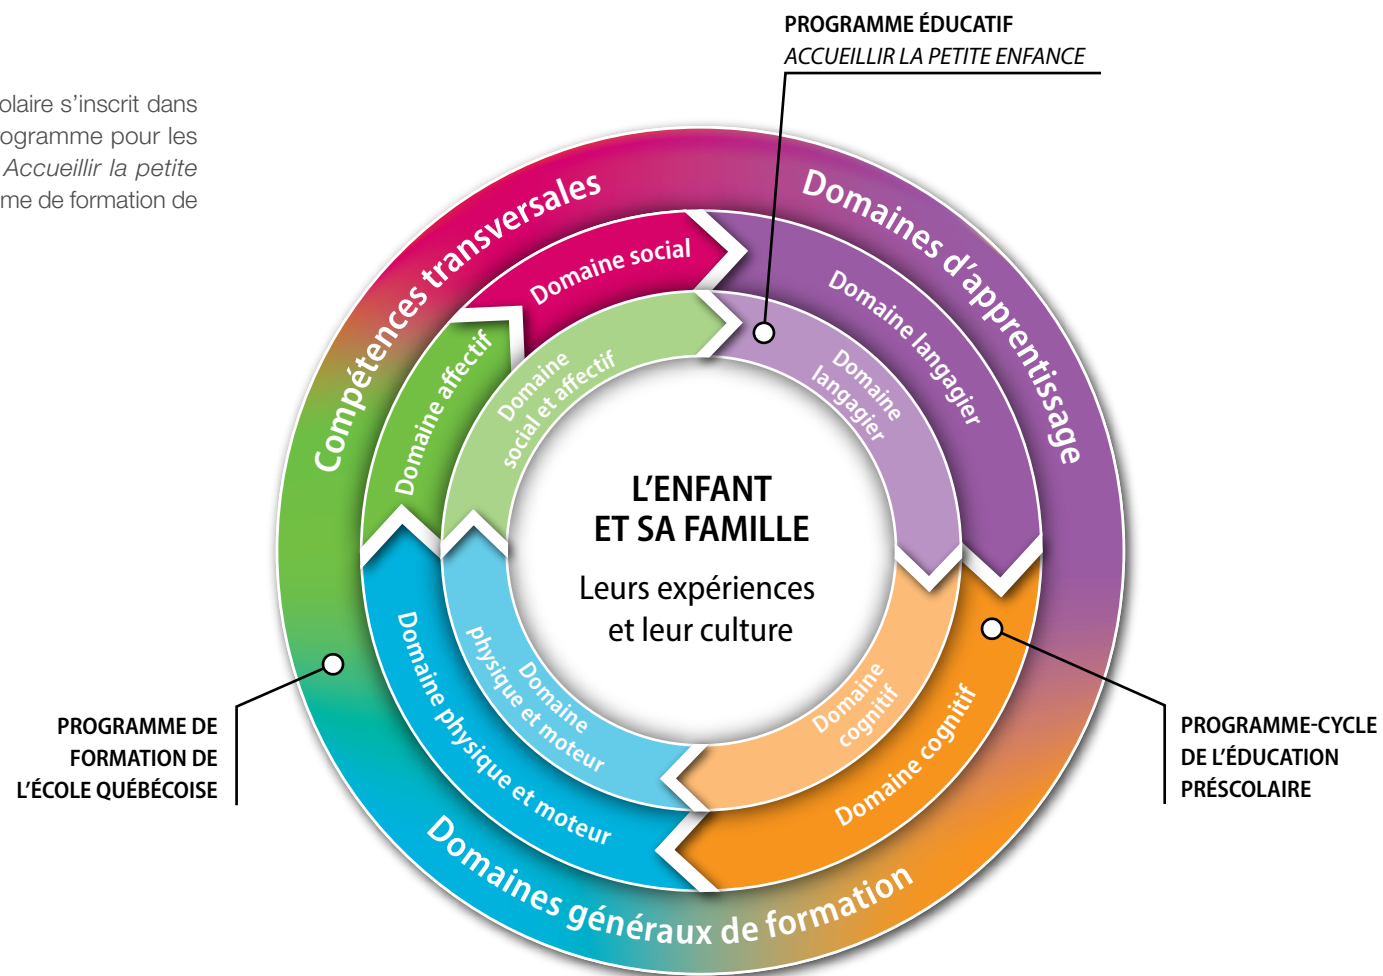 PROGRAMME ÉDUCATIF
ACCUEILLIR LA PETITE ENFANCE
olaire s’inscrit dans
rogramme pour les
Accueillir la petite
me de formation de
Compétences transversales
Domaines d’apprentissage
Domaine social
Domaine langagier
Domaine affectif
Domaine
social et affectif
Domaine
langagier
L’ENFANT
ET SA FAMILLE
Leurs expériences
et leur culture
Domaine physique et moteur
Domaine
physique et moteur
Domaine
cognitif
Domaine cognitif
PROGRAMME DE
FORMATION DE
L’ÉCOLE QUÉBÉCOISE
PROGRAMME-CYCLE
DE L’ÉDUCATION
PRÉSCOLAIRE
Domaines généraux de formation